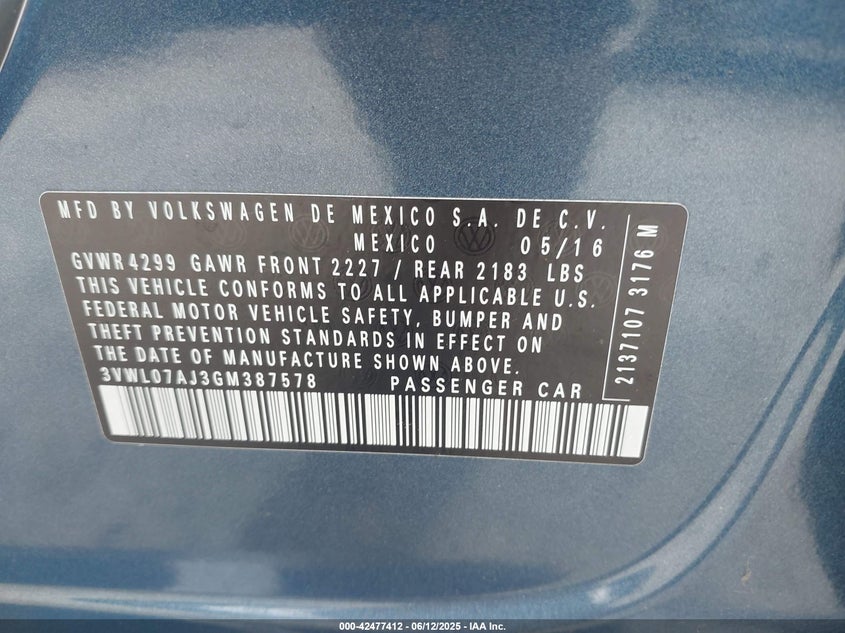 MFD BY VOLKSWAGEN DE MEXICO S.A. DE C.V.
MEXICO 05/16
GVWR 4299 GAWR FRONT 2227 / REAR 2183 LBS
THIS VEHICLE CONFORMS TO ALL APPLICABLE U.S.
FEDERAL MOTOR VEHICLE SAFETY, BUMPER AND
THEFT PREVENTION STANDARDS IN EFFECT ON
THE DATE OF MANUFACTURE SHOWN ABOVE.
3VWL07AJ3GM387578 PASSENGER CAR
2137107 3176 M
000-42477412 - 06/12/2025 - IAA Inc.